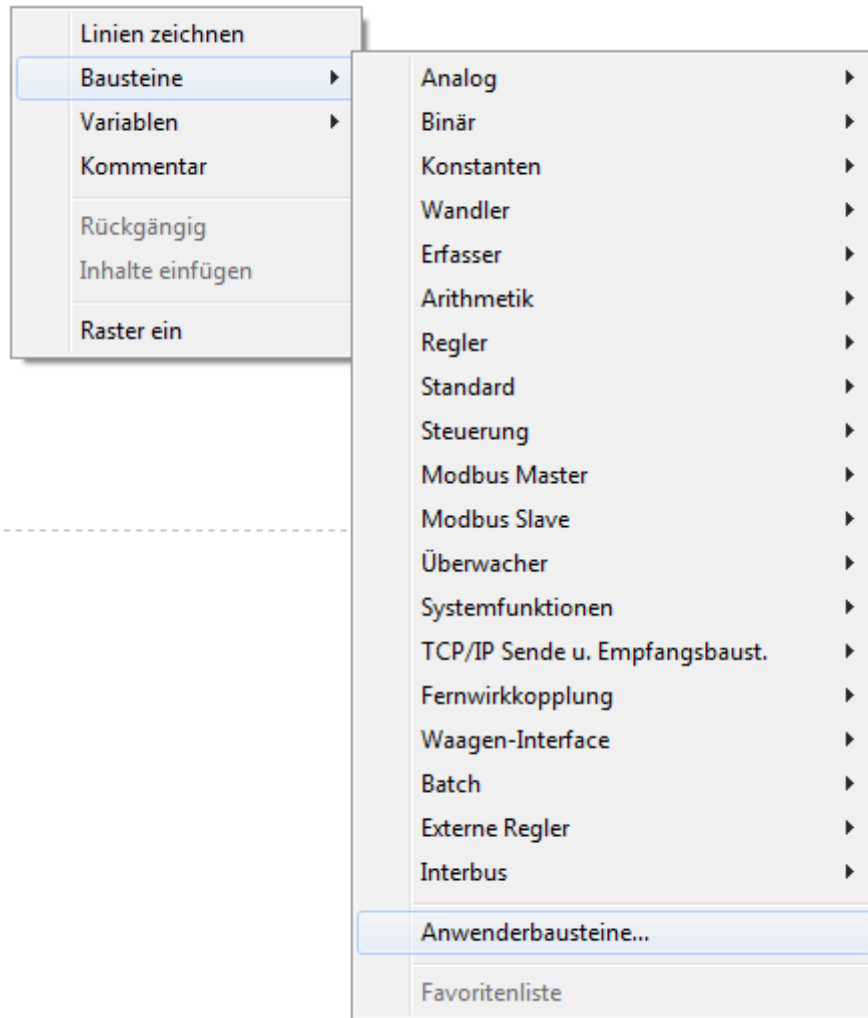 Linien zeichnen
Bausteine
Variablen
Kommentar
Rückgängig
Inhalte einfügen
Raster ein
Analog
Binär
Konstanten
Wandler
Erfasser
Arithmetik
Regler
Standard
Steuerung
Modbus Master
Modbus Slave
Überwacher
Systemfunktionen
TCP/IP Sende u. Empfangsbaust.
Fernwirkkopplung
Waagen-Interface
Batch
Externe Regler
Interbus
Anwenderbausteine...
Favoritenliste